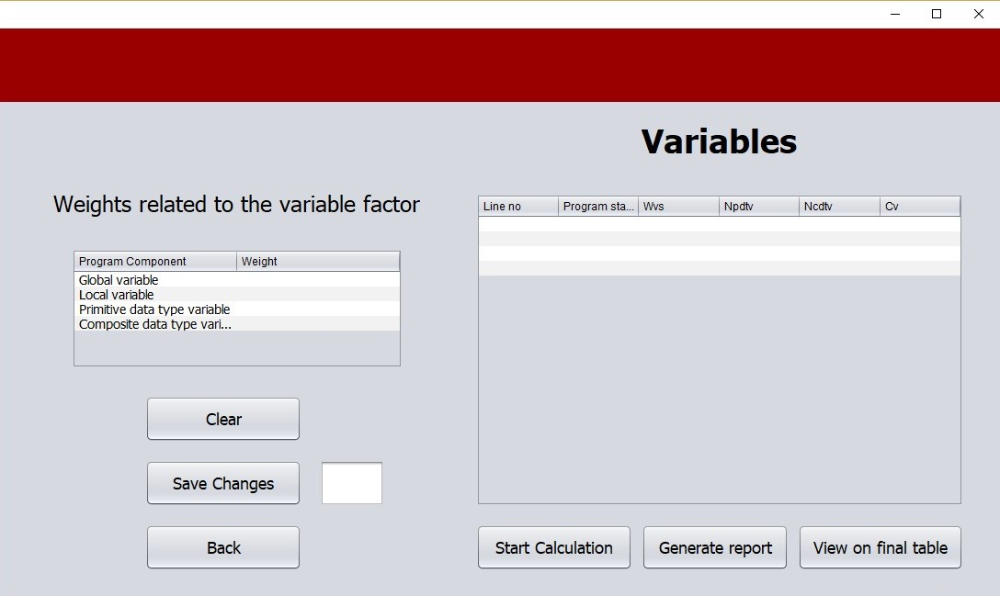 Variables
Weights related to the variable factor
Program Component Weight
Global variable
Local variable
Primitive data type variable
Composite data type vari...
Clear
Save Changes
Back
Line no Program sta... Wvs Npdtv Ncdtv Cv
Start Calculation Generate report View on final table